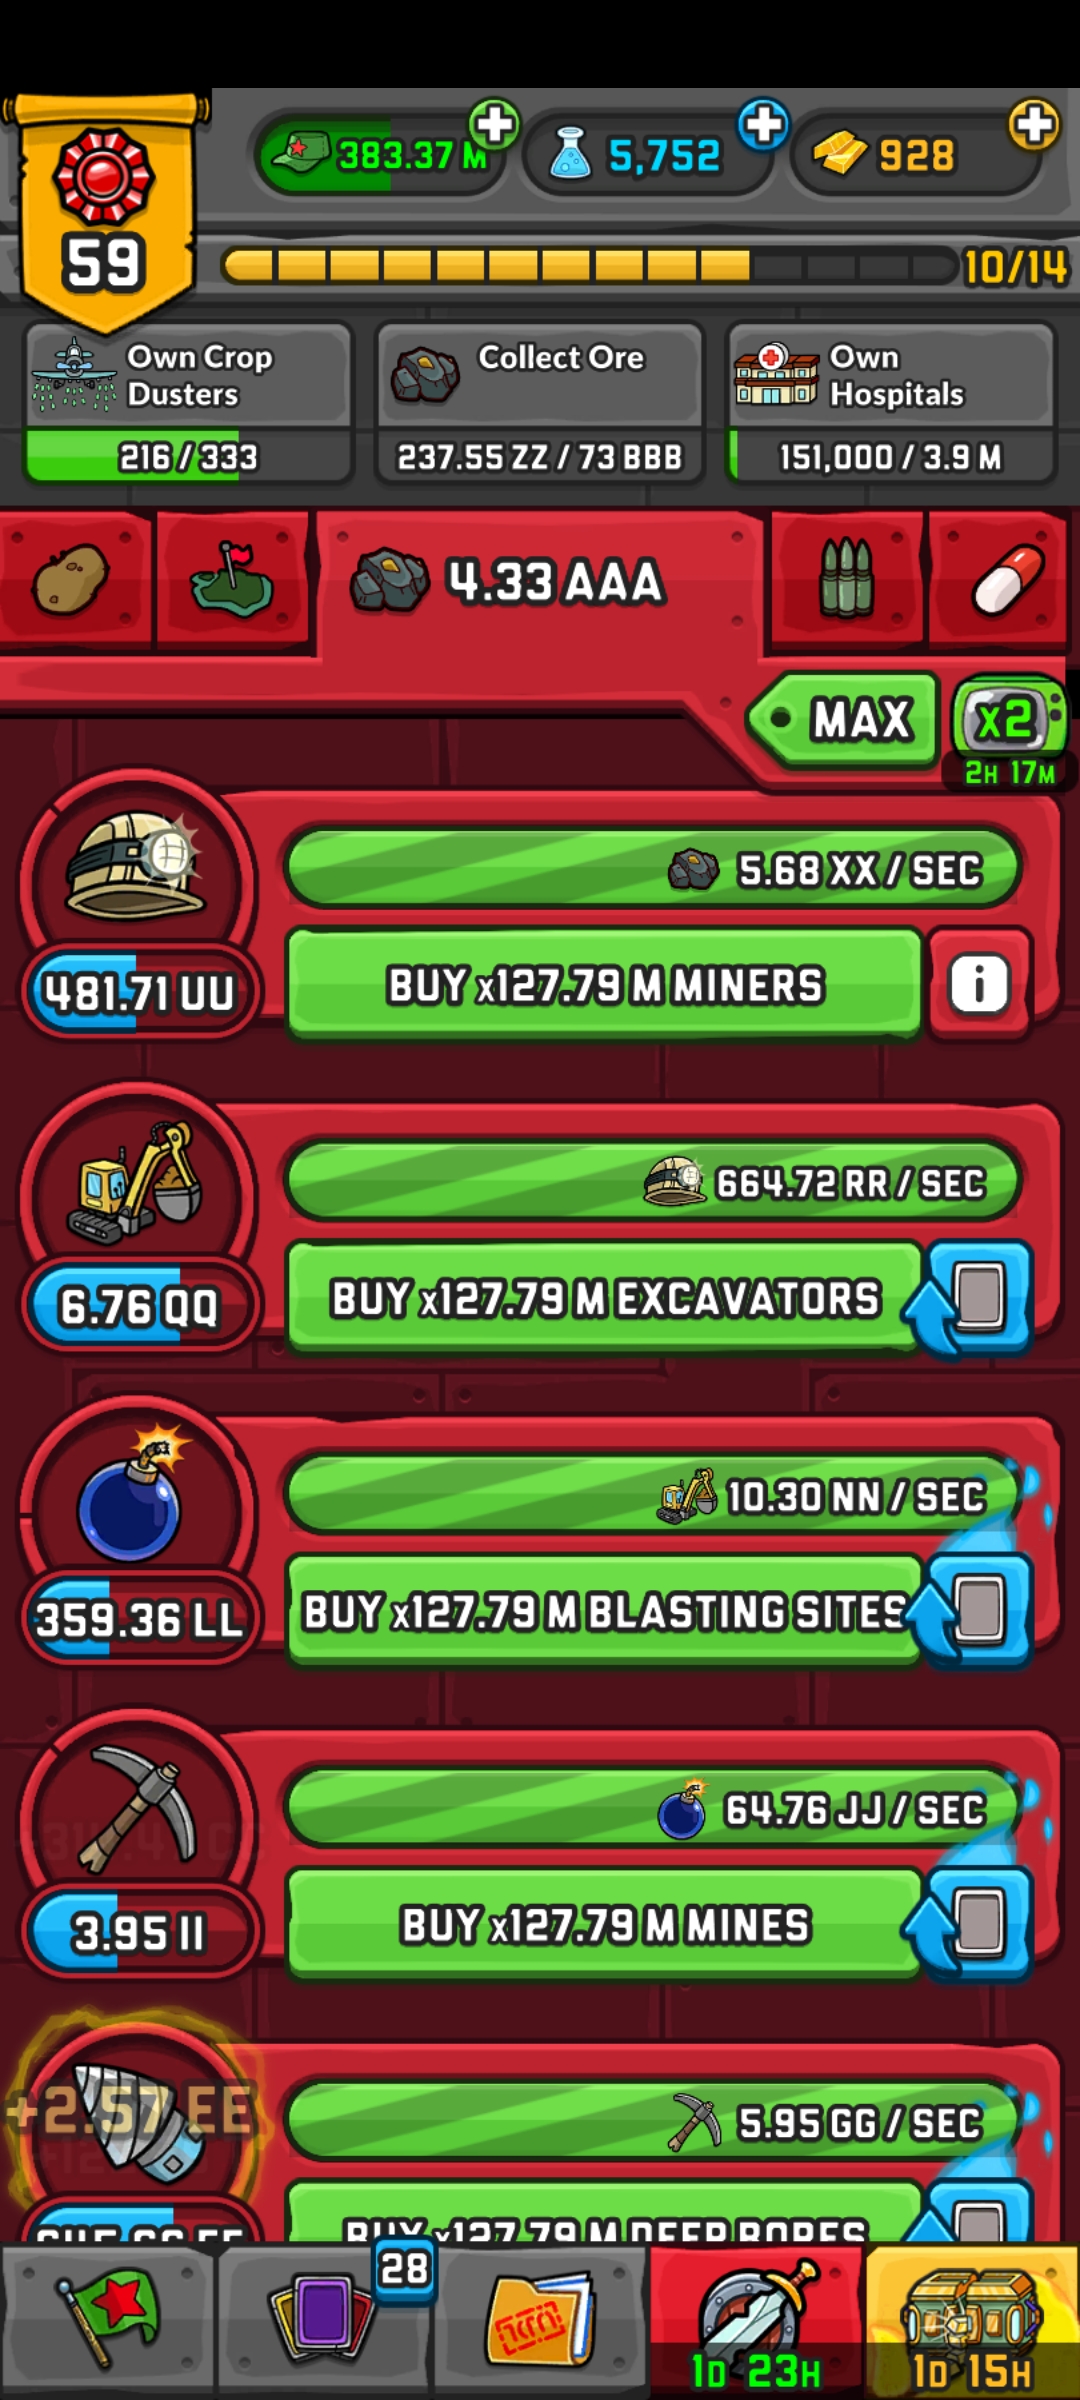 383.37 M
5,752
928
59
10/14
Own Crop
Dusters
216 / 333
Collect Ore
237.55 ZZ / 73 BBB
Own
Hospitals
151,000 / 3.9 M
4.33 AAA
MAX
x2
2H 17M
5.68 XX / SEC
481.71 UU
BUY x127.79 M MINERS
i
664.72 RR / SEC
6.76 QQ
BUY x127.79 M EXCAVATORS
10.30 NN / SEC
359.36 LL
BUY x127.79 M BLASTING SITES
64.76 JJ / SEC
3.95 II
BUY x127.79 M MINES
+2.57 EE
5.95 GG / SEC
BUY x127.79 M DEEP BORES
28
1D 23H
1D 15H